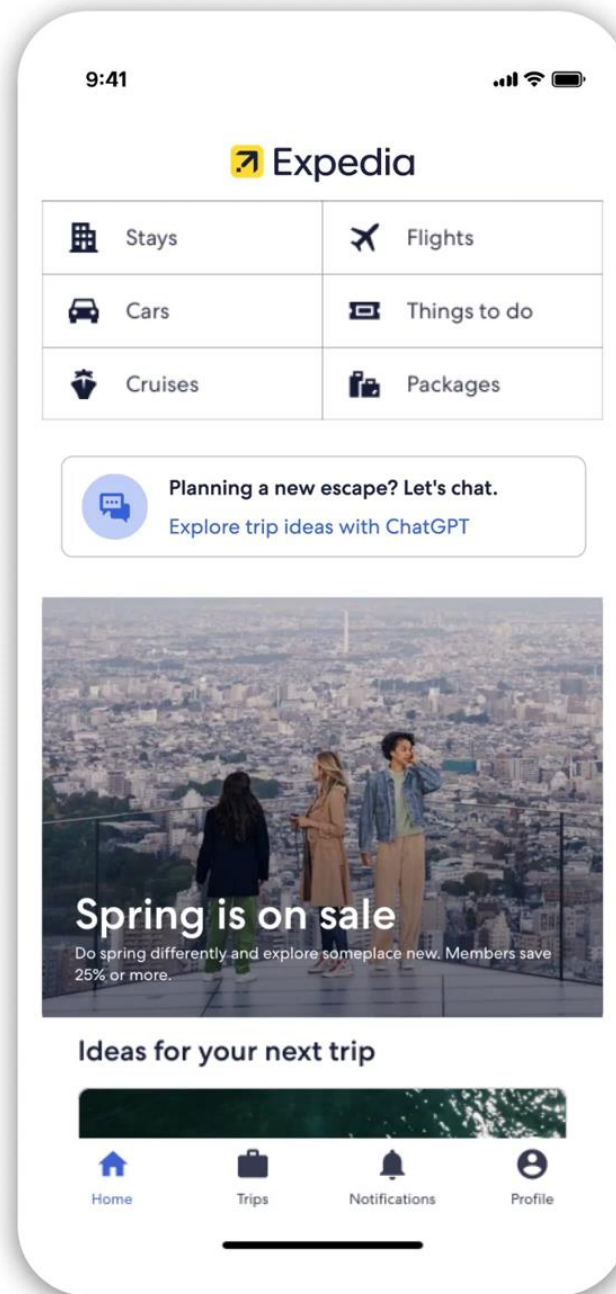 9:41
Expedia
Stays
Flights
Cars
Things to do
Cruises
Packages
Planning a new escape? Let's chat.
Explore trip ideas with ChatGPT
Spring is on sale
Do spring differently and explore someplace new. Members save
25% or more.
Ideas for your next trip
Home
Trips
Notifications
Profile